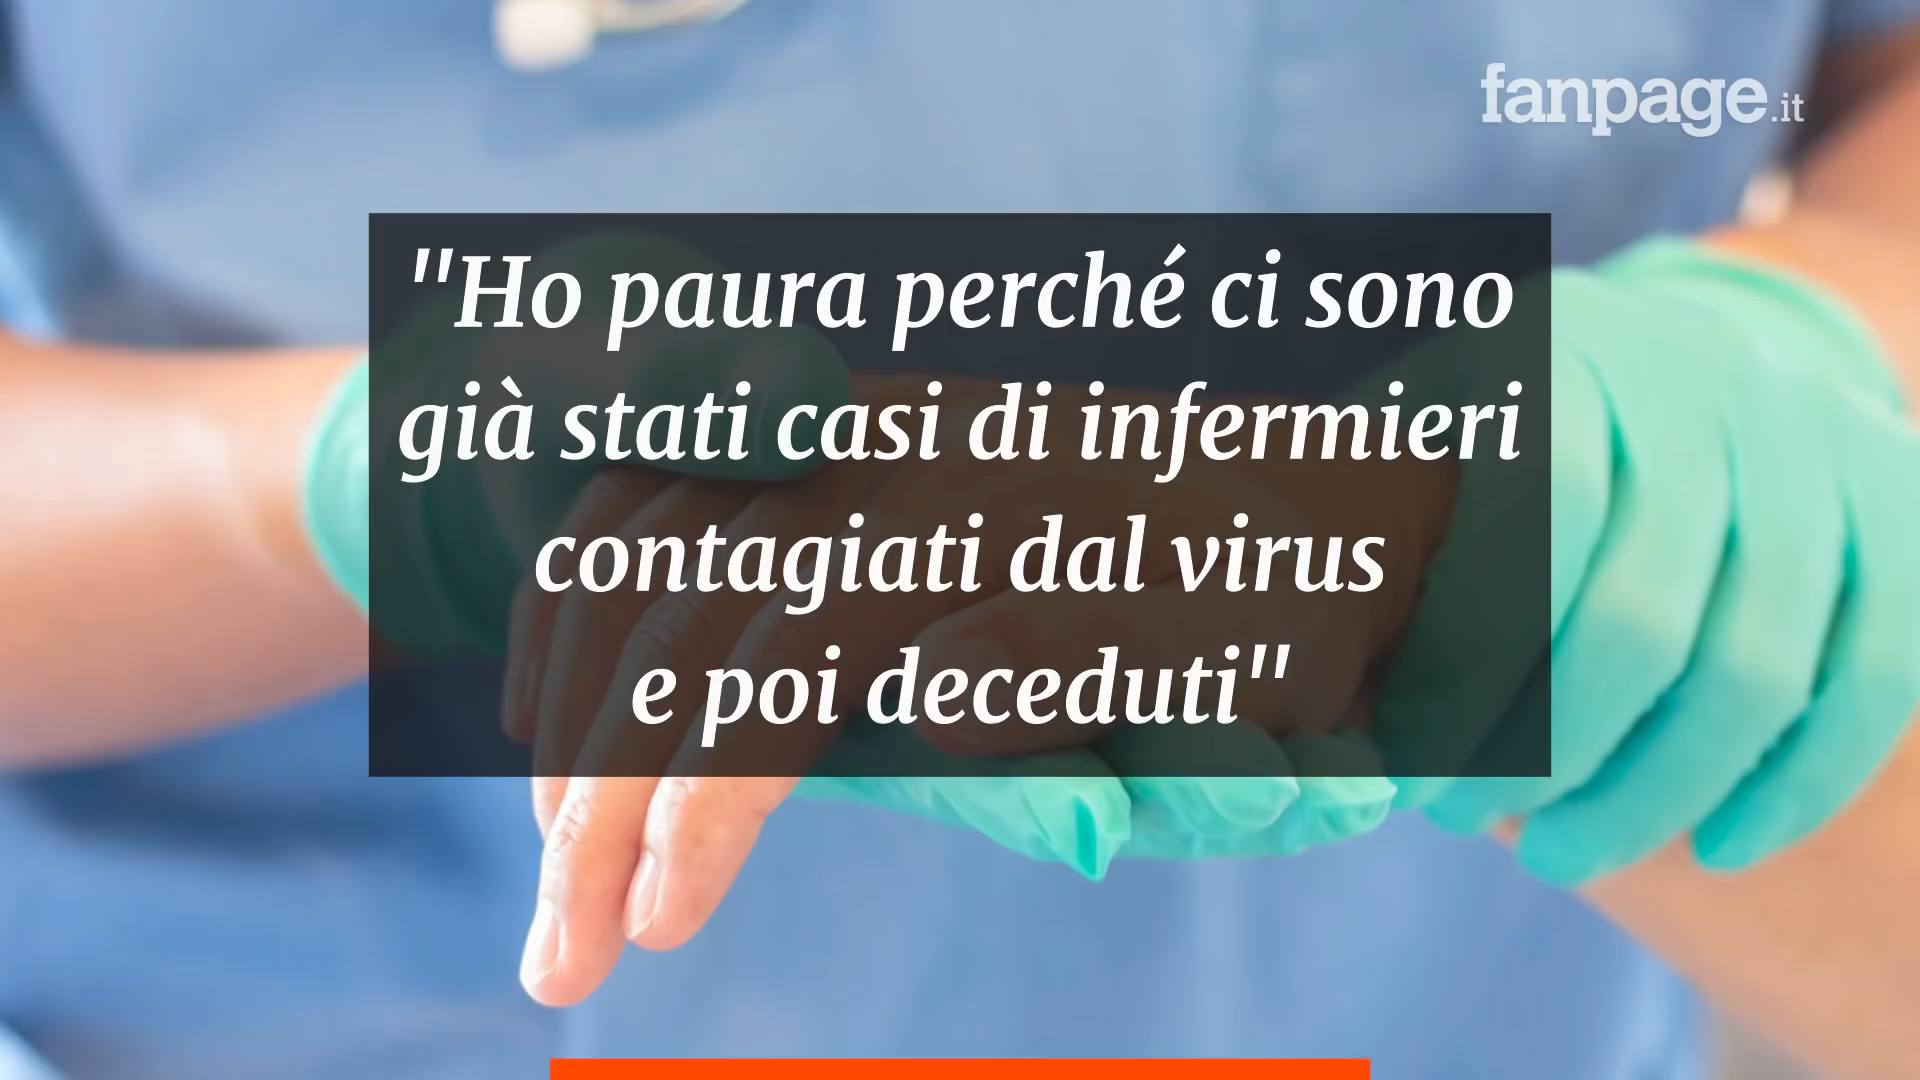 fanpage.it
"Ho paura perché ci sono
già stati casi di infermieri
contagiati dal virus
e poi deceduti"